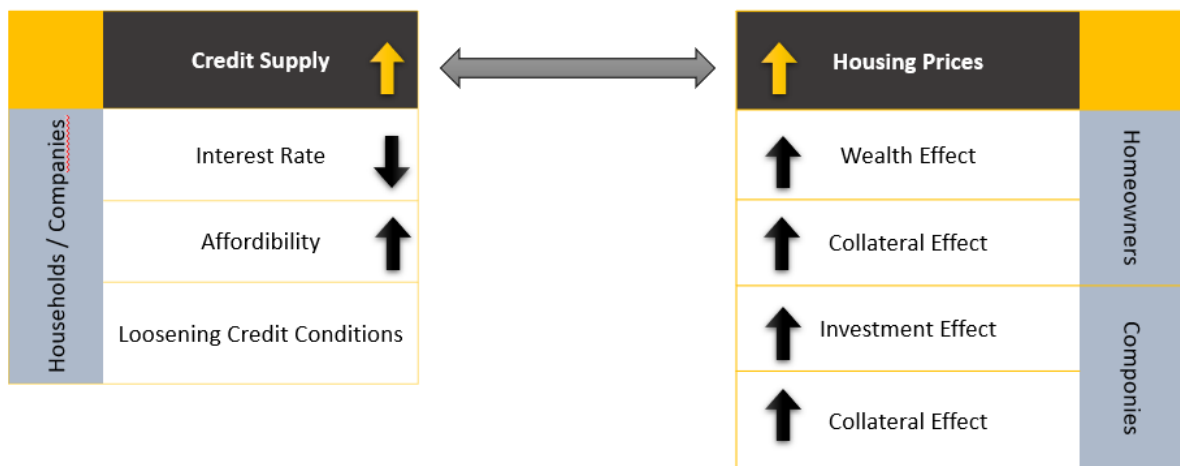 Credit Supply
Households / Companies
Interest Rate
Affordibility
Loosening Credit Conditions
Housing Prices
Wealth Effect
Collateral Effect
Homeowners
Investment Effect
Collateral Effect
Componies